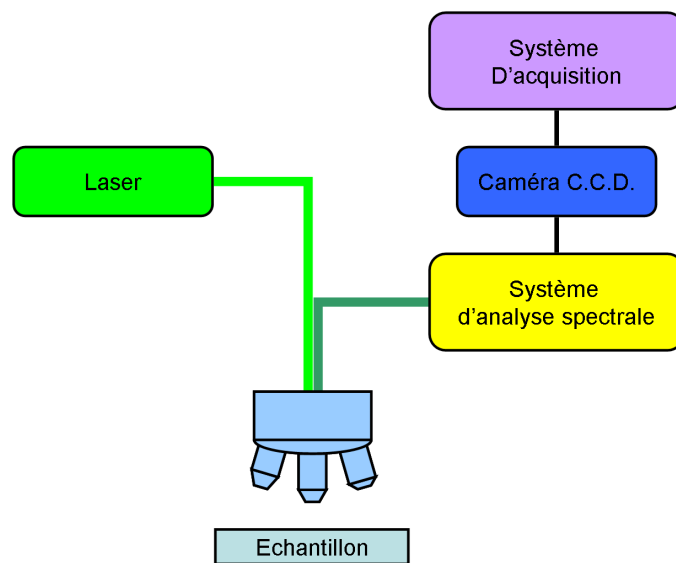 Système
D'acquisition
Laser
Caméra C.C.D.
Système
d'analyse spectrale
Echantillon